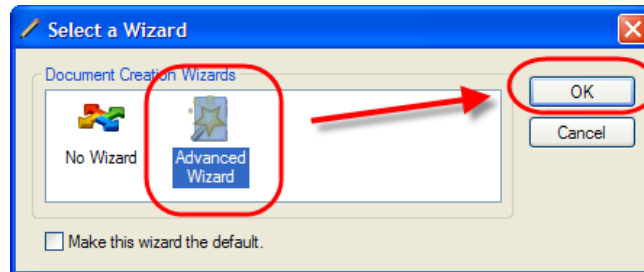 Select a Wizard
Document Creation Wizards
No Wizard
Advanced
Wizard
OK
Cancel
Make this wizard the default.